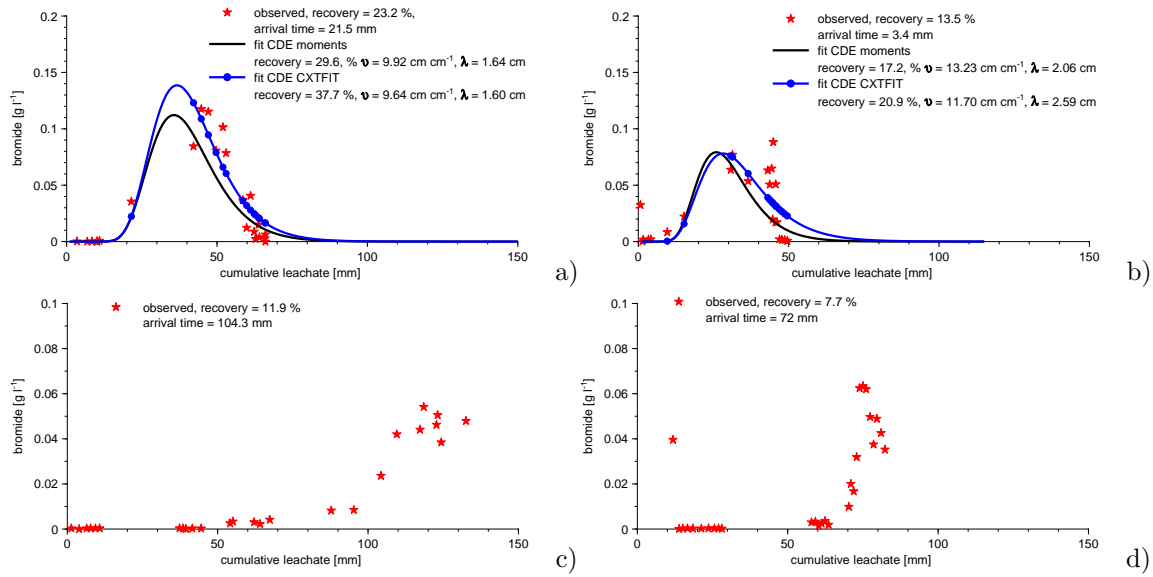 0.2
0.15
0.1
0.05
0
0
50
100
150
bromide [g l⁻¹]
cumulative leachate [mm]
observed, recovery = 23.2 %,
arrival time = 21.5 mm
fit CDE moments
recovery = 29.6, % υ = 9.92 cm cm⁻¹, λ = 1.64 cm
fit CDE CXTFIT
recovery = 37.7 %, υ = 9.64 cm cm⁻¹, λ = 1.60 cm
a)
0.2
0.15
0.1
0.05
0
0
50
100
150
bromide [g l⁻¹]
cumulative leachate [mm]
observed, recovery = 13.5 %
arrival time = 3.4 mm
fit CDE moments
recovery = 17.2, % υ = 13.23 cm cm⁻¹, λ = 2.06 cm
fit CDE CXTFIT
recovery = 20.9 %, υ = 11.70 cm cm⁻¹, λ = 2.59 cm
b)
0.1
0.08
0.06
0.04
0.02
0
0
50
100
150
bromide [g l⁻¹]
cumulative leachate [mm]
observed, recovery = 11.9 %
arrival time = 104.3 mm
c)
0.1
0.08
0.06
0.04
0.02
0
0
50
100
150
bromide [g l⁻¹]
cumulative leachate [mm]
observed, recovery = 7.7 %
arrival time = 72 mm
d)